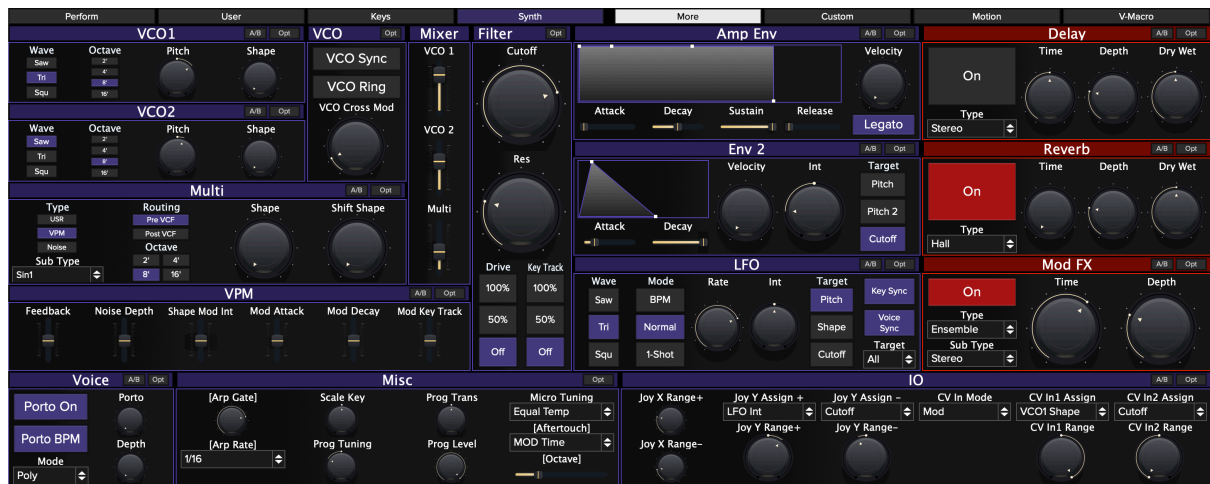 Perform User Keys Synth More Custom Motion V-Macro
VCO1 A/B Opt
Wave Octave Pitch Shape
Saw 2'
Tri 4'
8'
Squ 16'
VCO2 A/B Opt
Wave Octave Pitch Shape
Saw 2'
Tri 4'
8'
Squ 16'
Multi A/B Opt
Type Routing Shape Shift Shape
USR Pre VCF
VPM Post VCF
Noise Octave
Sub Type 2' 4'
Sin1 8' 16'
VCO Opt
VCO Sync
VCO Ring
VCO Cross Mod
Mixer
VCO 1
VCO 2
Multi
Filter Opt
Cutoff
Res
Drive Key Track
100% 100%
50% 50%
Off Off
VPM A/B Opt
Feedback Noise Depth Shape Mod Int Mod Attack Mod Decay Mod Key Track
Amp Env A/B Opt
Velocity
Attack Decay Sustain Release
Legato
Env 2 A/B Opt
Velocity Int Target
Pitch
Pitch 2
Attack Decay Cutoff
LFO A/B Opt
Wave Mode Rate Int Target Key Sync
Saw BPM Pitch
Tri Normal Shape Voice Sync
Squ 1-Shot Cutoff Target
All
Delay A/B Opt
Time Depth Dry Wet
On
Type
Stereo
Reverb A/B Opt
Time Depth Dry Wet
On
Type
Hall
Mod FX A/B Opt
Time Depth
On
Type
Ensemble
Sub Type
Stereo
Voice A/B Opt
Porto On Porto
Porto BPM Depth
Mode
Poly
Misc Opt
[Arp Gate] Scale Key Prog Trans Micro Tuning
Equal Temp
[Aftertouch]
[Arp Rate] Prog Tuning Prog Level MOD Time
1/16 [Octave]
IO A/B Opt
Joy X Range+ Joy Y Assign + Joy Y Assign - CV In Mode CV In1 Assign CV In2 Assign
LFO Int Cutoff Mod VCO1 Shape Cutoff
Joy Y Range+ Joy Y Range- CV In1 Range CV In2 Range
Joy X Range-